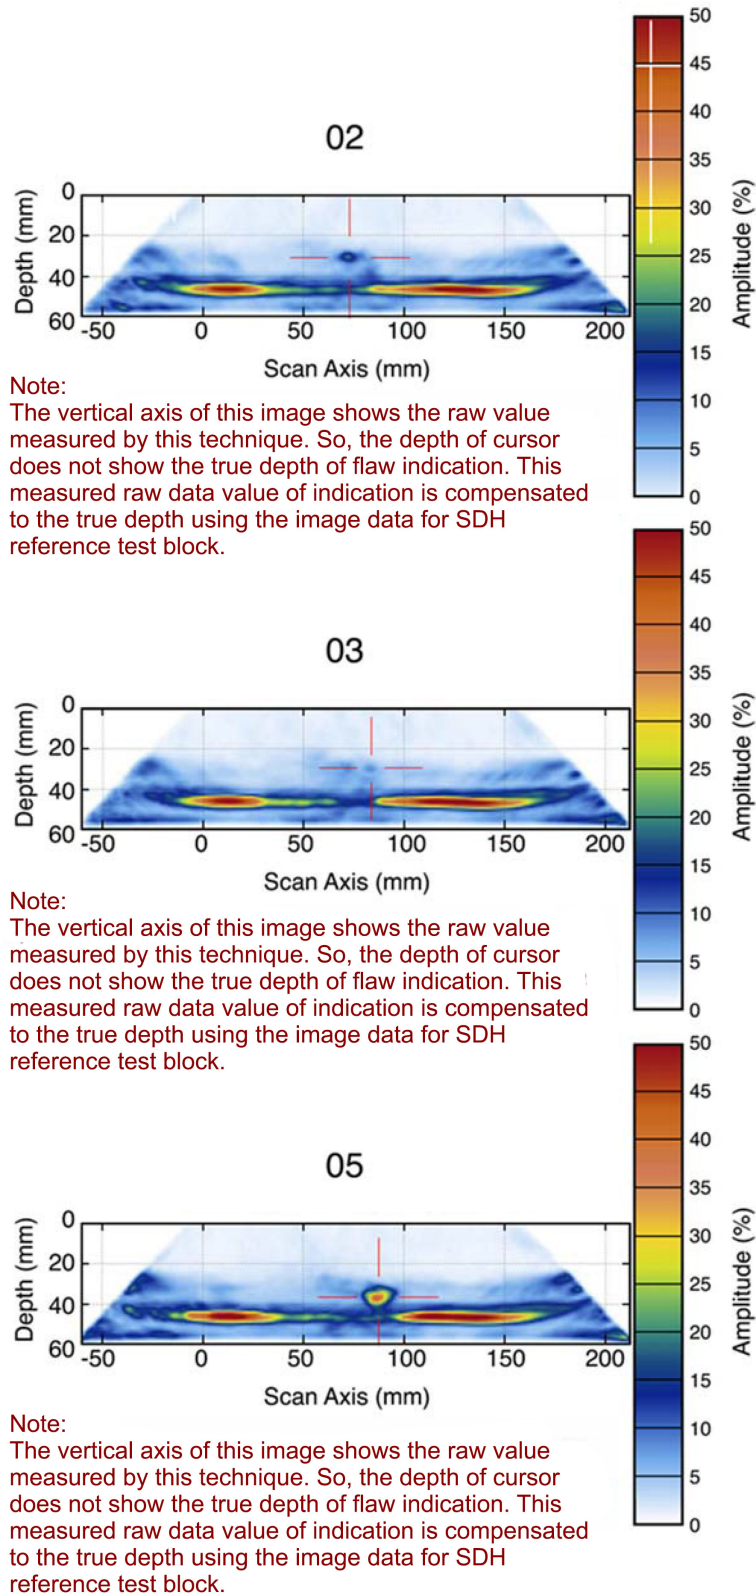 02
50
45
40
35
30
25
20
15
10
5
0
Amplitude (%)
0
20
40
60
Depth (mm)
-50 0 50 100 150 200
Scan Axis (mm)
Note:
The vertical axis of this image shows the raw value
measured by this technique. So, the depth of cursor
does not show the true depth of flaw indication. This
measured raw data value of indication is compensated
to the true depth using the image data for SDH
reference test block.
03
50
45
40
35
30
25
20
15
10
5
0
Amplitude (%)
0
20
40
60
Depth (mm)
-50 0 50 100 150 200
Scan Axis (mm)
Note:
The vertical axis of this image shows the raw value
measured by this technique. So, the depth of cursor
does not show the true depth of flaw indication. This
measured raw data value of indication is compensated
to the true depth using the image data for SDH
reference test block.
05
50
45
40
35
30
25
20
15
10
5
0
Amplitude (%)
0
20
40
60
Depth (mm)
-50 0 50 100 150 200
Scan Axis (mm)
Note:
The vertical axis of this image shows the raw value
measured by this technique. So, the depth of cursor
does not show the true depth of flaw indication. This
measured raw data value of indication is compensated
to the true depth using the image data for SDH
reference test block.